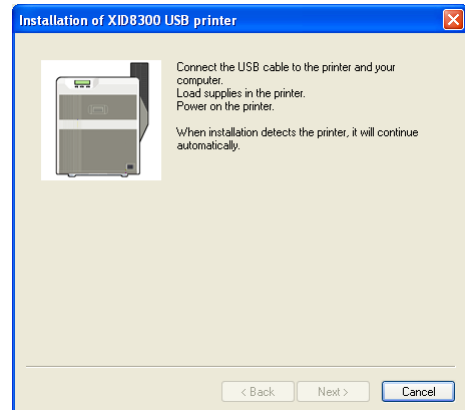 Installation of XID8300 USB printer
Connect the USB cable to the printer and your
computer.
Load supplies in the printer.
Power on the printer.
When installation detects the printer, it will continue
automatically.
< Back
Next >
Cancel